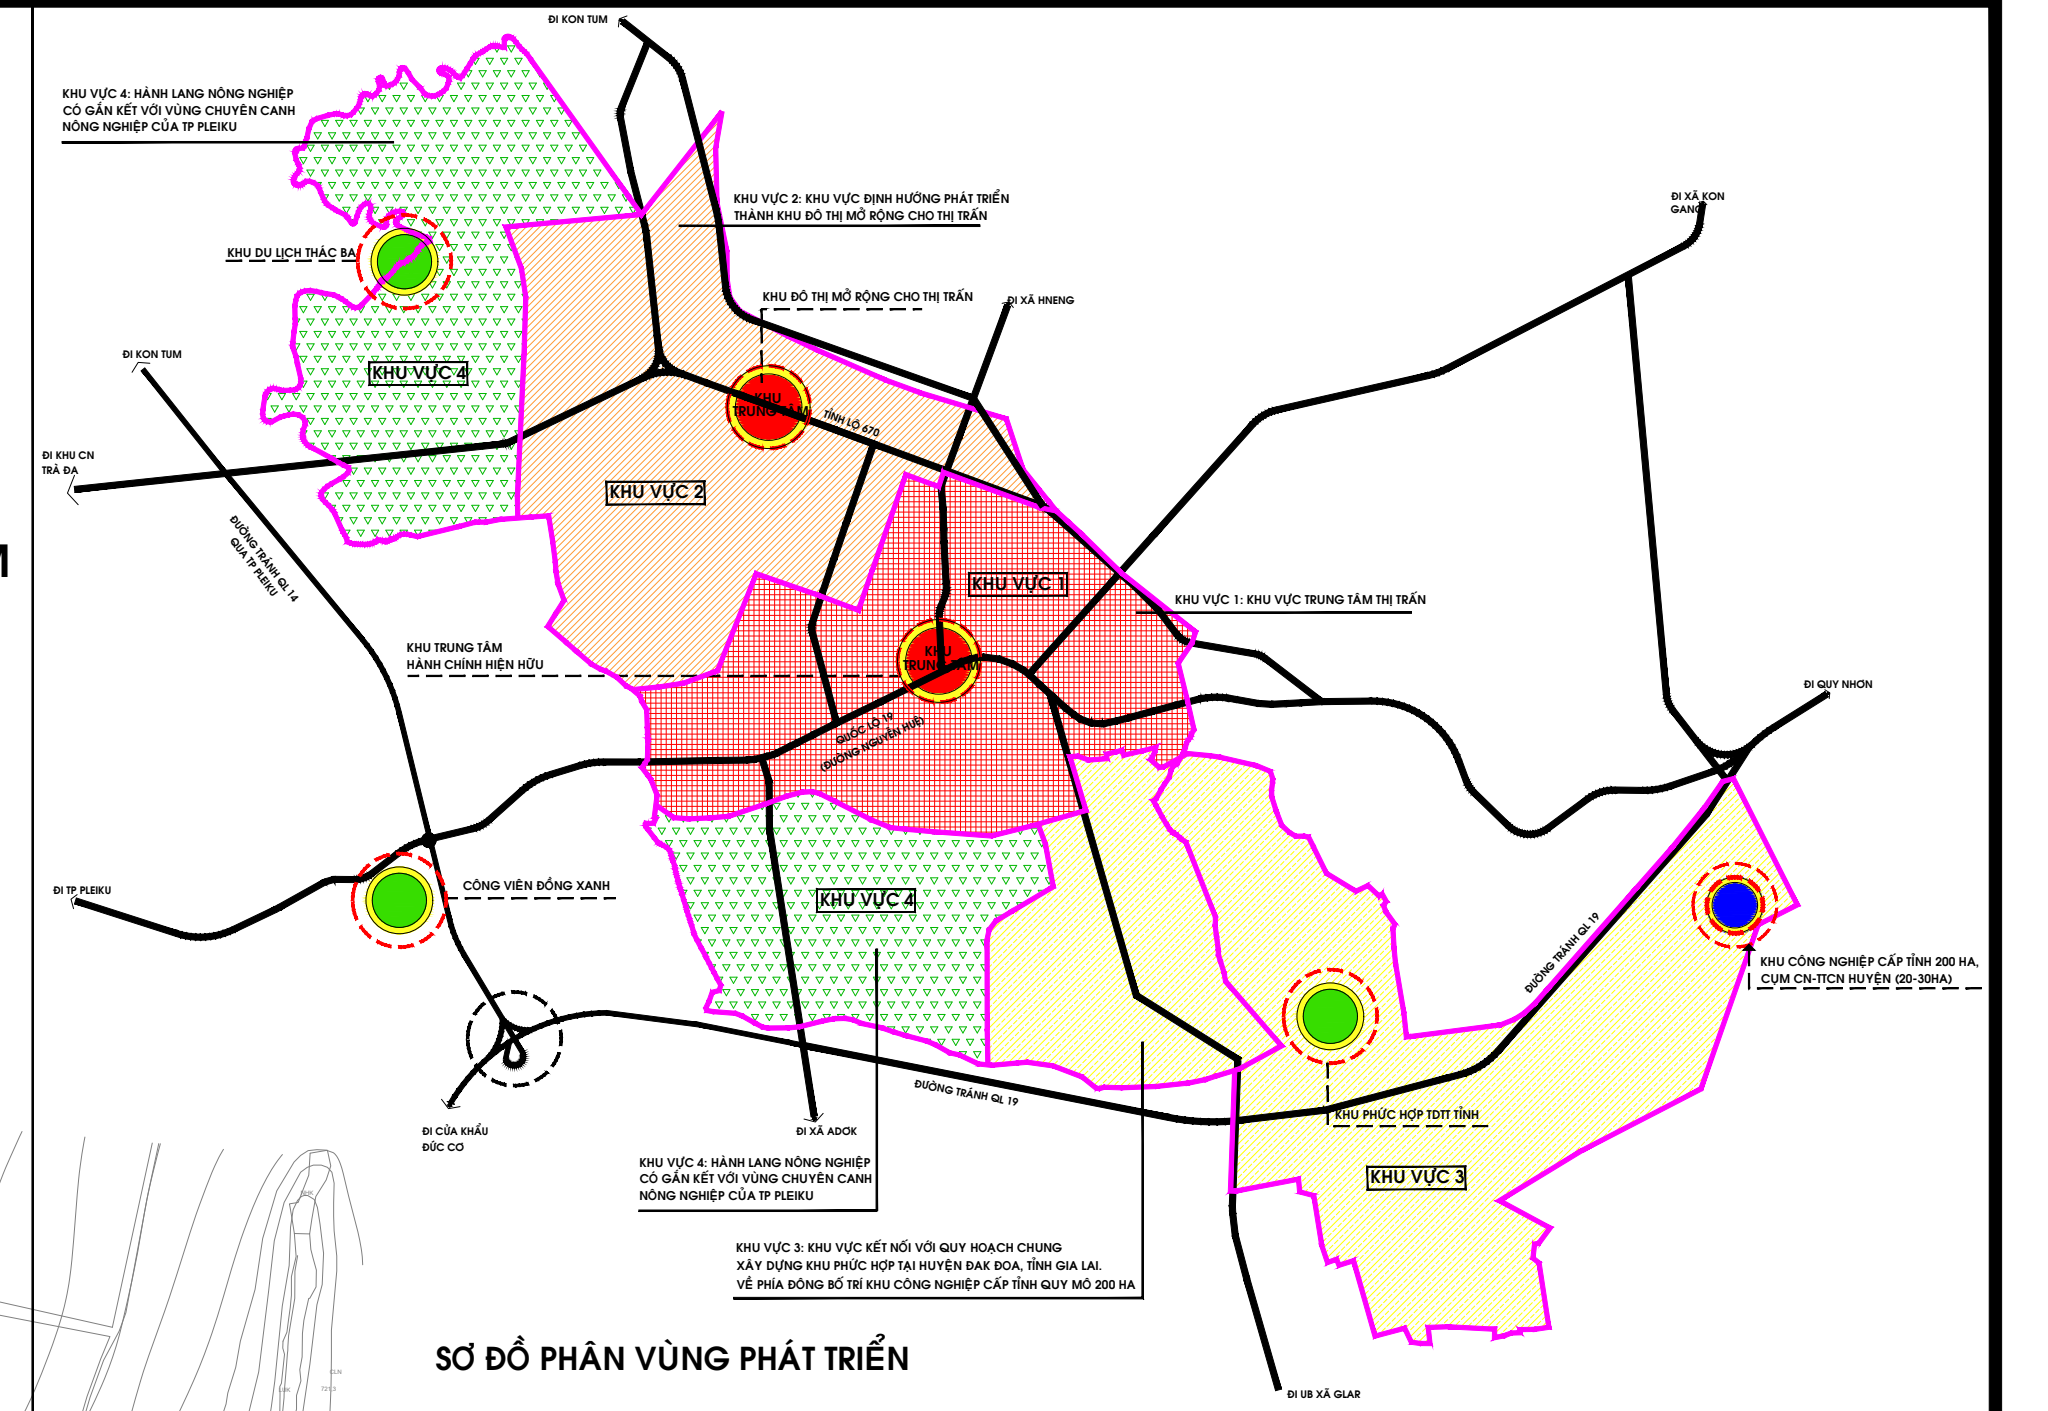 ĐI KON TUM
KHU VỰC 4: HÀNH LANG NÔNG NGHIỆP
CÓ GẮN KẾT VỚI VÙNG CHUYÊN CANH
NÔNG NGHIỆP CỦA TP PLEIKU
KHU VỰC 2: KHU VỰC ĐỊNH HƯỚNG PHÁT TRIỂN
THÀNH KHU ĐÔ THỊ MỞ RỘNG CHO THỊ TRẤN
ĐI XÃ KON
GANG
KHU DU LỊCH THÁC BA
KHU ĐÔ THỊ MỞ RỘNG CHO THỊ TRẤN
ĐI XÃ HNENG
ĐI KON TUM
KHU VỰC 4
KHU
TRUNG TÂM
TỈNH LỘ 670
ĐI KHU CN
TRÀ ĐA
KHU VỰC 2
ĐƯỜNG TRÁNH QL 14
QUA TP PLEIKU
M
KHU VỰC 1
KHU VỰC 1: KHU VỰC TRUNG TÂM THỊ TRẤN
KHU TRUNG TÂM
HÀNH CHÍNH HIỆN HỮU
KHU
TRUNG TÂM
ĐI QUY NHƠN
QUỐC LỘ 19
(ĐƯỜNG NGUYỄN HUỆ)
ĐI TP PLEIKU
CÔNG VIÊN ĐỒNG XANH
KHU VỰC 4
ĐƯỜNG TRÁNH QL 19
KHU CÔNG NGHIỆP CẤP TỈNH 200 HA,
CỤM CN-TTCN HUYỆN (20-30HA)
ĐƯỜNG TRÁNH QL 19
KHU PHỨC HỢP TDTT TỈNH
ĐI CỬA KHẨU
ĐỨC CƠ
ĐI XÃ ADƠK
KHU VỰC 4: HÀNH LANG NÔNG NGHIỆP
CÓ GẮN KẾT VỚI VÙNG CHUYÊN CANH
NÔNG NGHIỆP CỦA TP PLEIKU
KHU VỰC 3
KHU VỰC 3: KHU VỰC KẾT NỐI VỚI QUY HOẠCH CHUNG
XÂY DỰNG KHU PHỨC HỢP TẠI HUYỆN ĐAK ĐOA, TỈNH GIA LAI.
VỀ PHÍA ĐÔNG BỐ TRÍ KHU CÔNG NGHIỆP CẤP TỈNH QUY MÔ 200 HA
SƠ ĐỒ PHÂN VÙNG PHÁT TRIỂN
CLN
ĐI UB XÃ GLAR